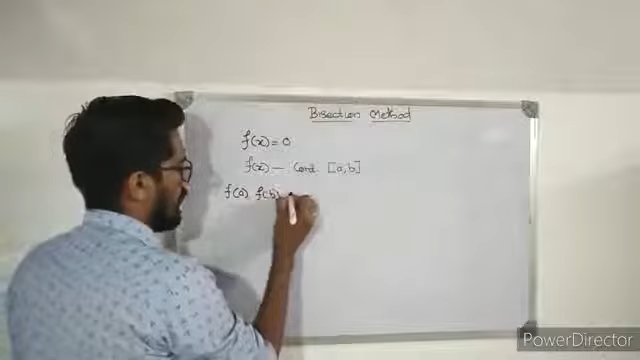 Bisection Method
f(x) = 0
f(x) — Cont. [a,b]
f(a) f(b)
PowerDirector